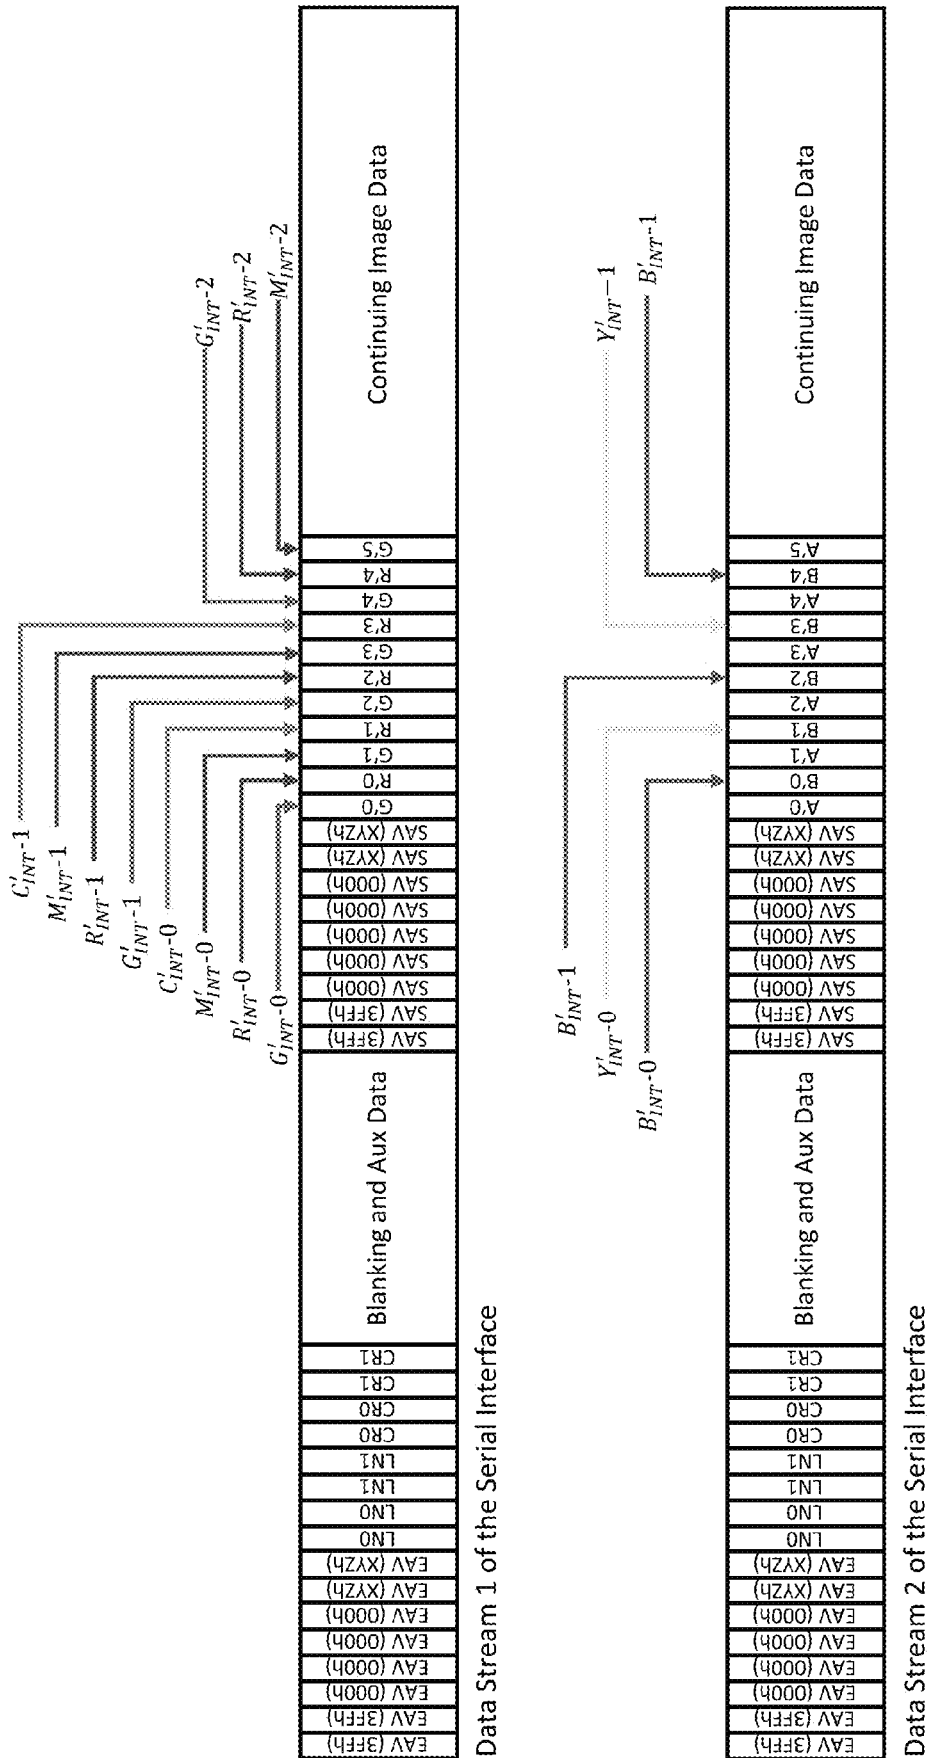 C'INT-1
M'INT-1
R'INT-1
G'INT-1
C'INT-0
M'INT-0
R'INT-0
G'INT-0
G'INT-2
R'INT-2
M'INT-2
EAV (3FFh)
EAV (3FFh)
EAV (000h)
EAV (000h)
EAV (000h)
EAV (000h)
EAV (XYZh)
EAV (XYZh)
LN0
LN0
LN1
LN1
CR0
CR0
CR1
CR1
Blanking and Aux Data
SAV (3FFh)
SAV (3FFh)
SAV (000h)
SAV (000h)
SAV (000h)
SAV (000h)
SAV (000h)
SAV (XYZh)
SAV (XYZh)
G'0
R'0
G'1
R'1
G'2
R'2
G'3
R'3
G'4
R'4
G'5
Continuing Image Data
Data Stream 1 of the Serial Interface
B'INT-1
Y'INT-0
B'INT-0
Y'INT-1
B'INT-1
EAV (3FFh)
EAV (3FFh)
EAV (000h)
EAV (000h)
EAV (000h)
EAV (000h)
EAV (XYZh)
EAV (XYZh)
LN0
LN0
LN1
LN1
CR0
CR0
CR1
CR1
Blanking and Aux Data
SAV (3FFh)
SAV (3FFh)
SAV (000h)
SAV (000h)
SAV (000h)
SAV (000h)
SAV (000h)
SAV (XYZh)
SAV (XYZh)
A'0
B'0
A'1
B'1
A'2
B'2
A'3
B'3
A'4
B'4
A'5
Continuing Image Data
Data Stream 2 of the Serial Interface